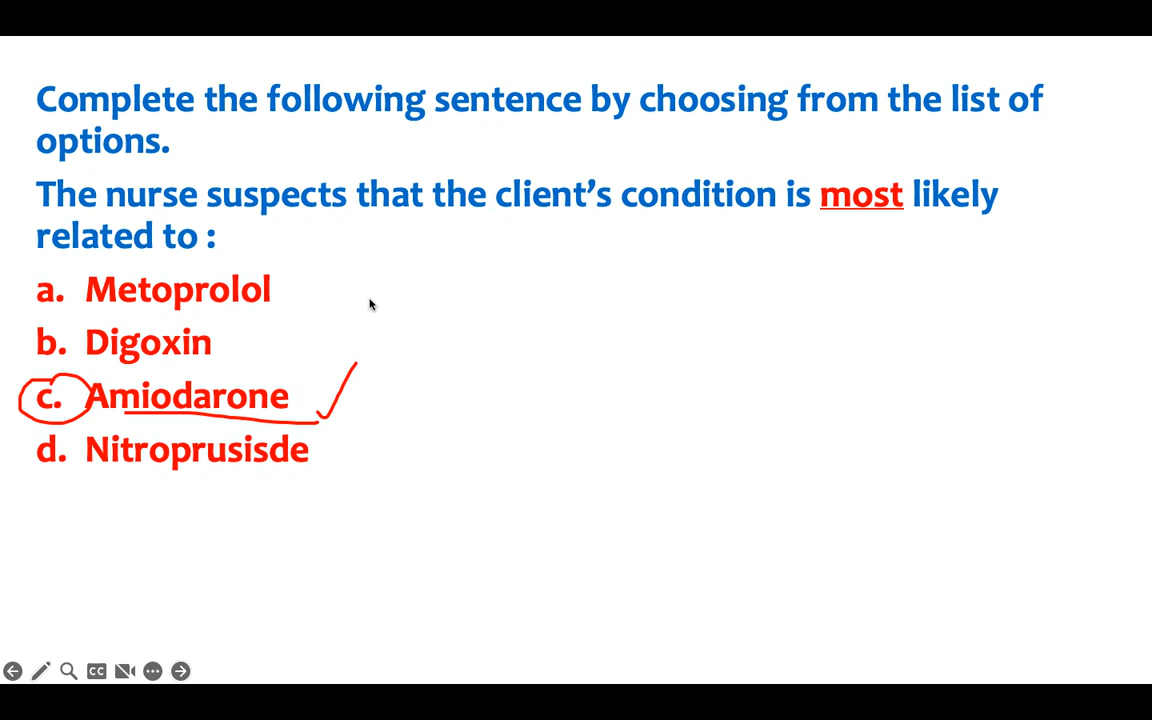 Complete the following sentence by choosing from the list of
options.
The nurse suspects that the client’s condition is most likely
related to :
a. Metoprolol
b. Digoxin
c. Amiodarone
d. Nitroprusisde
CC